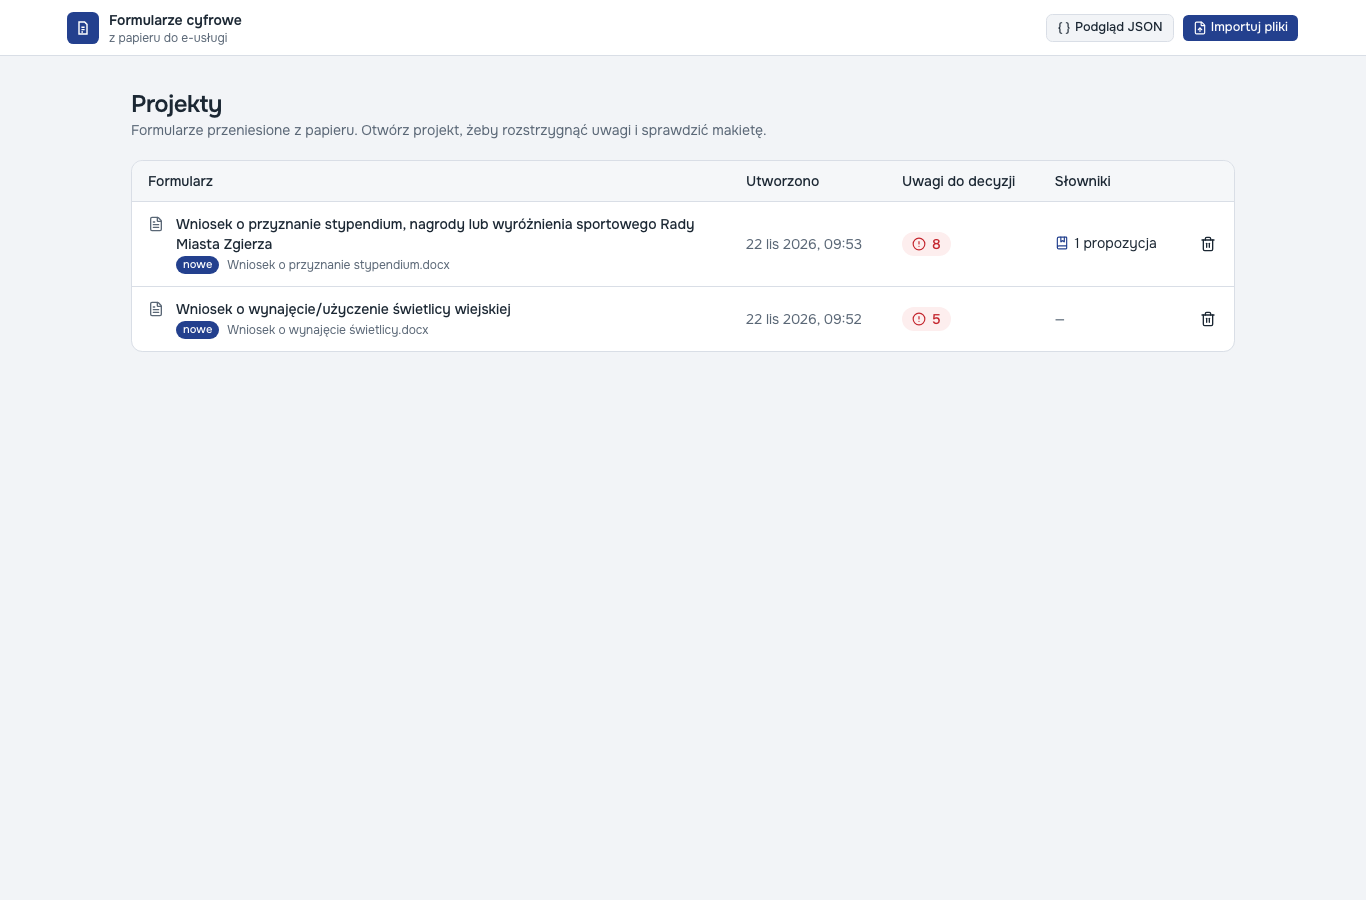 Formularze cyfrowe
z papieru do e-usługi
{ } Podgląd JSON
Importuj pliki
Projekty
Formularze przeniesione z papieru. Otwórz projekt, żeby rozstrzygnąć uwagi i sprawdzić makietę.
Formularz Utworzono Uwagi do decyzji Słowniki
Wniosek o przyznanie stypendium, nagrody lub wyróżnienia sportowego Rady
Miasta Zgierza
nowe Wniosek o przyznanie stypendium.docx
22 lis 2026, 09:53
8
1 propozycja
Wniosek o wynajęcie/użyczenie świetlicy wiejskiej
nowe Wniosek o wynajęcie świetlicy.docx
22 lis 2026, 09:52
5
–